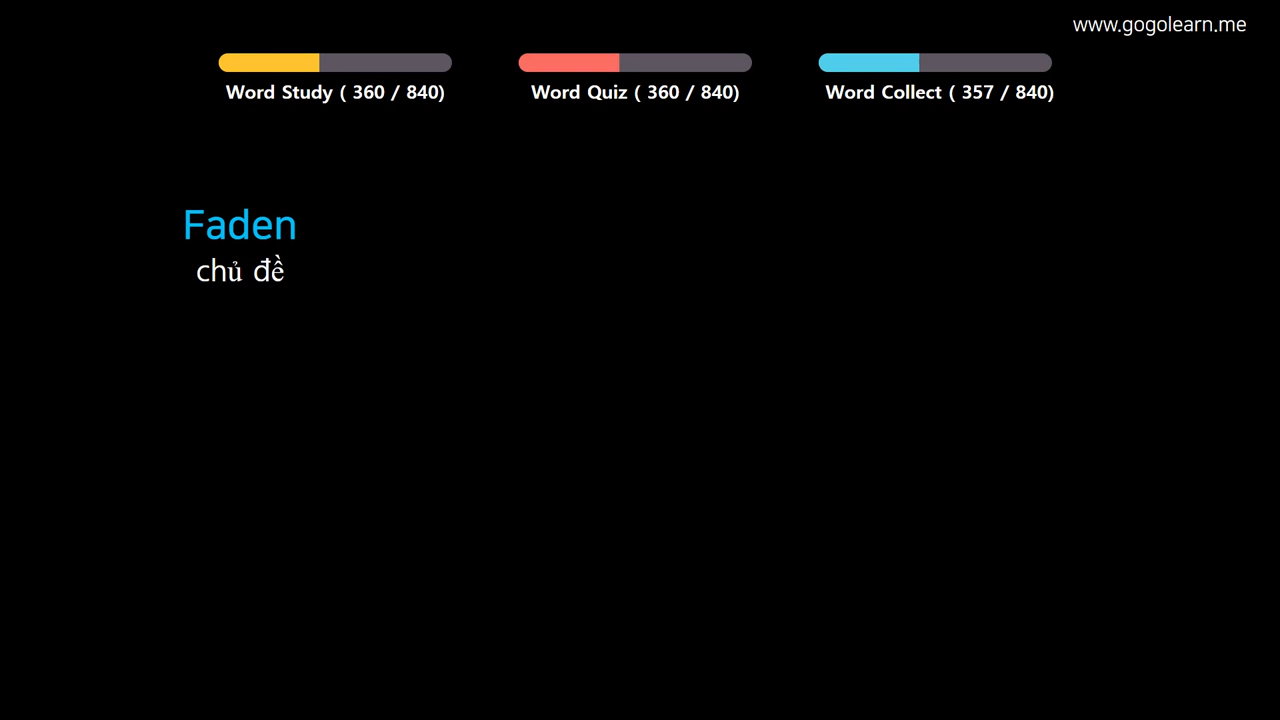 www.gogolearn.me
Word Study ( 360 / 840)
Word Quiz ( 360 / 840)
Word Collect ( 357 / 840)
Faden
chủ đề